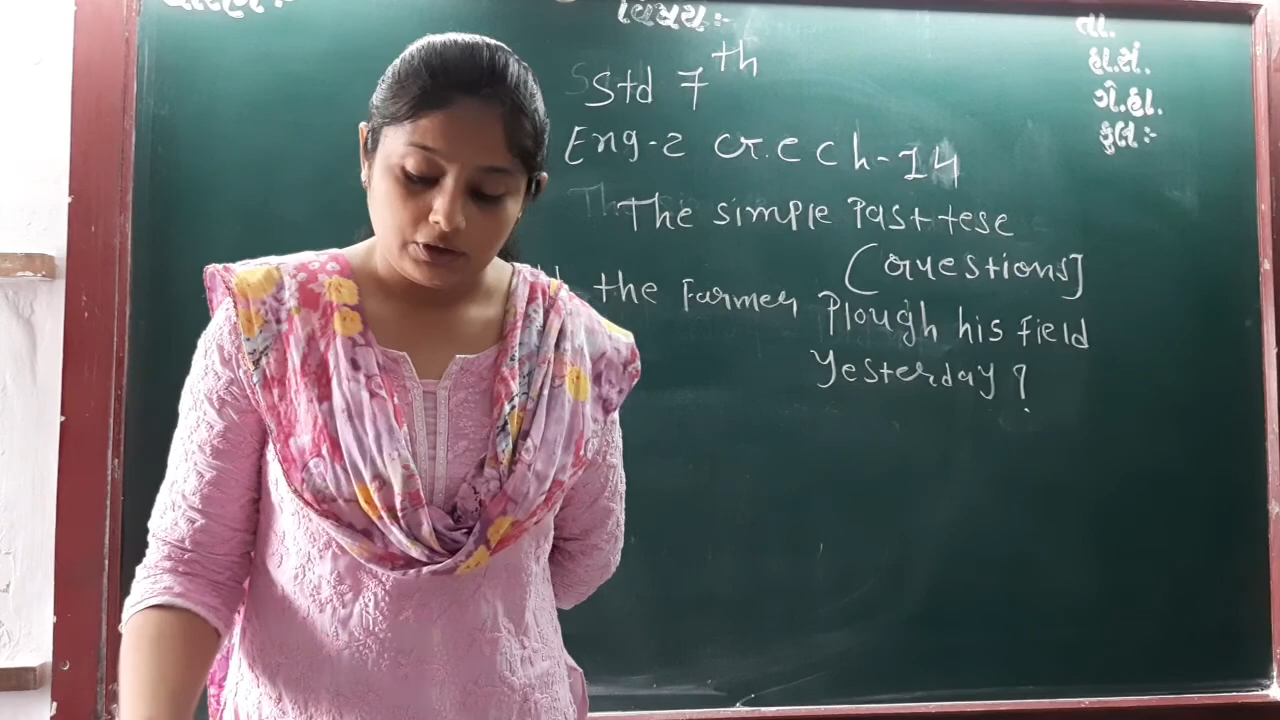 વિષય:-
તા.
હા.સં.
ગે.હા.
કુલ:-
Std 7th
Eng-2 Gr.e Ch-14
The simple Past tese
(Questions]
the Farmer Plough his field
Yesterday ?